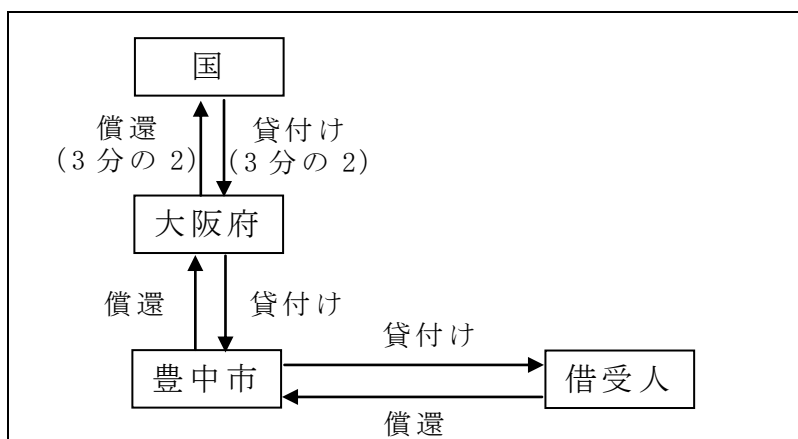 国
償還
(3分の2)
貸付け
(3分の2)
大阪府
償還
貸付け
豊中市
貸付け
借受人
償還